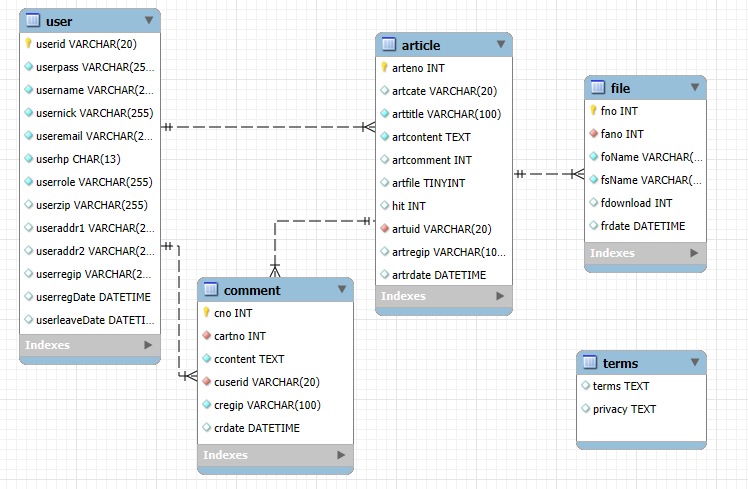 user
userid VARCHAR(20)
userpass VARCHAR(25...
username VARCHAR(2...
usernick VARCHAR(255)
useremail VARCHAR(2...
userhp CHAR(13)
userrole VARCHAR(255)
userzip VARCHAR(255)
useraddr1 VARCHAR(2...
useraddr2 VARCHAR(2...
userregip VARCHAR(2...
userregDate DATETIME
userleaveDate DATETI...
Indexes
article
arteno INT
artcate VARCHAR(20)
arttitle VARCHAR(100)
artcontent TEXT
artcomment INT
artfile TINYINT
hit INT
artuid VARCHAR(20)
artregip VARCHAR(10...
artrdate DATETIME
Indexes
file
fno INT
fano INT
foName VARCHAR(...
fsName VARCHAR(...
fdownload INT
frdate DATETIME
Indexes
comment
cno INT
cartno INT
ccontent TEXT
cuserid VARCHAR(20)
cregip VARCHAR(100)
crdate DATETIME
Indexes
terms
terms TEXT
privacy TEXT